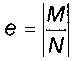 e = |M/N|